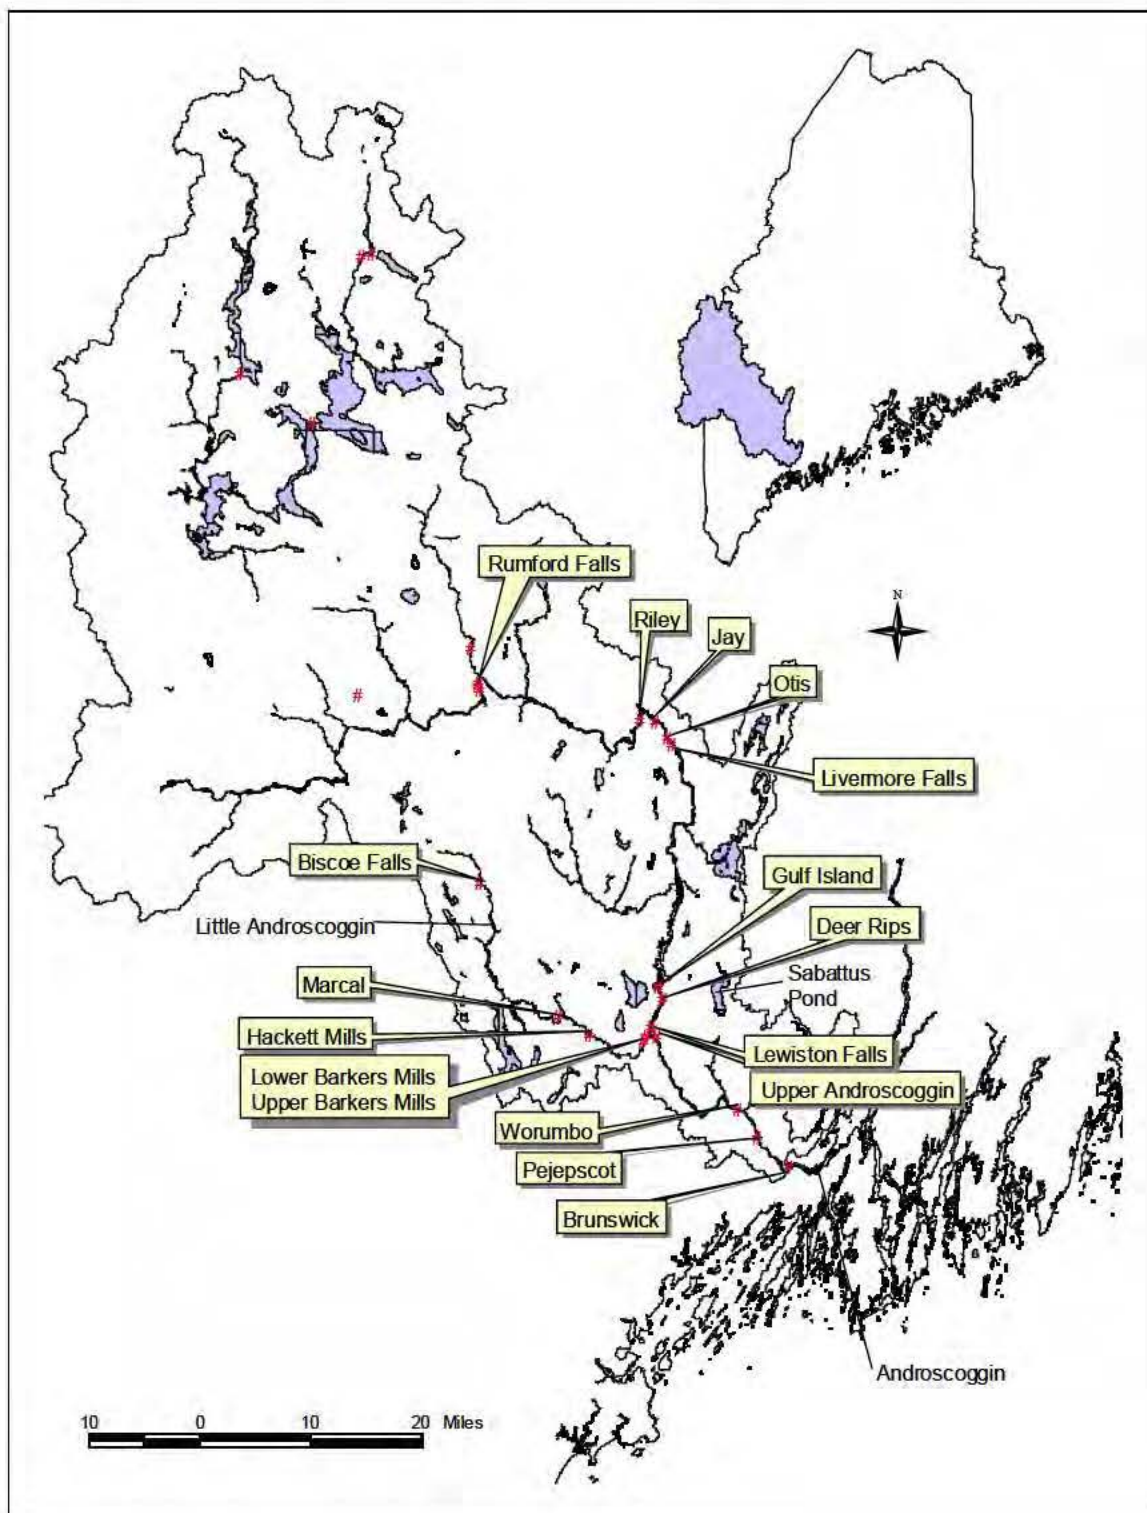 Rumford Falls
N
Riley
Jay
Otis
Livermore Falls
Biscoe Falls
Gulf Island
Little Androscoggin
Deer Rips
Sabattus
Pond
Marcal
Hackett Mills
Lewiston Falls
Lower Barkers Mills
Upper Barkers Mills
Upper Androscoggin
Worumbo
Pejepscot
Brunswick
Androscoggin
10 0 10 20 Miles